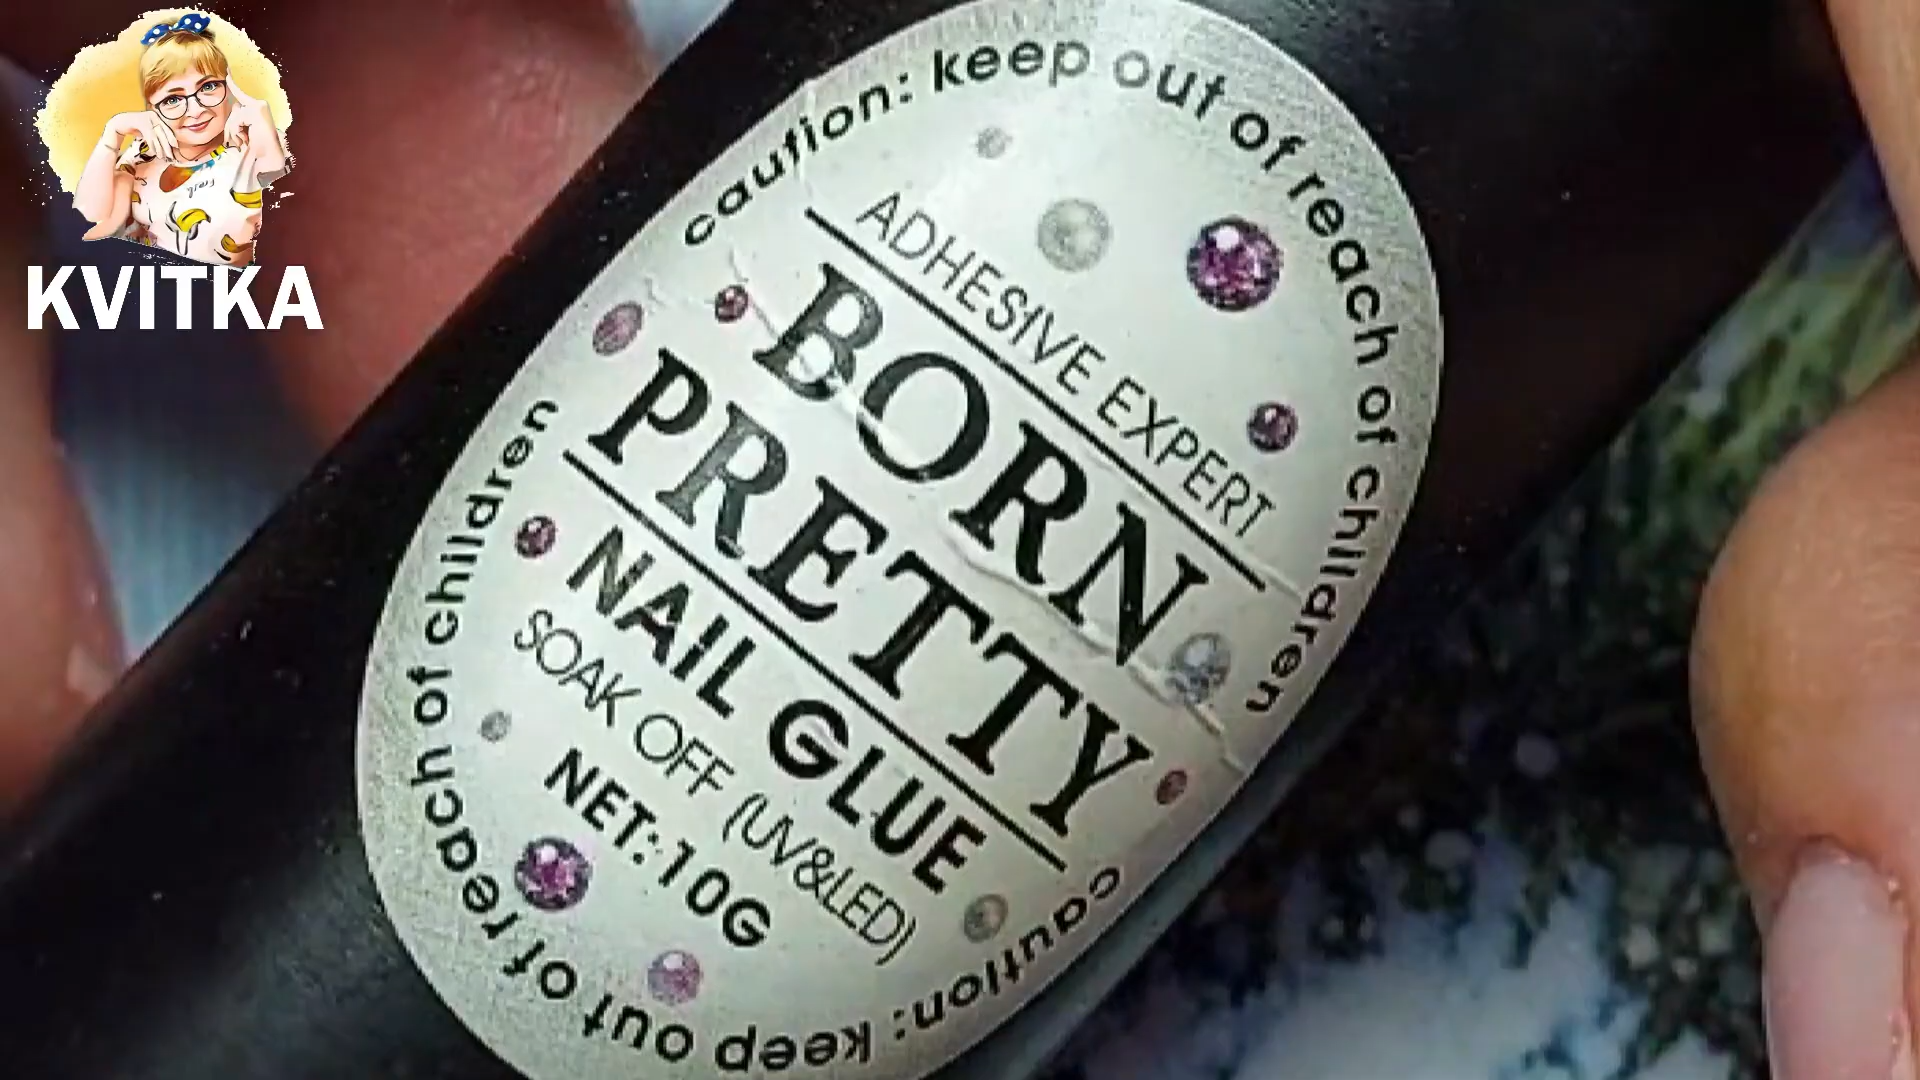 KVITKA
caution: keep out of reach of children
ADHESIVE EXPERT
BORN
PRETTY
NAIL GLUE
SOAK OFF (UV&LED)
NET:10G
caution: keep out of reach of children